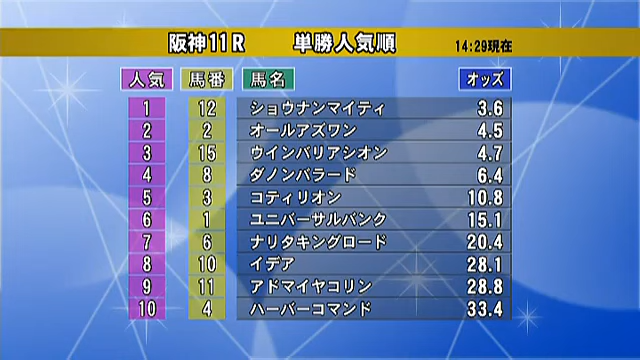 阪神11R 単勝人気順 14:29現在
人気 馬番 馬名 オッズ
1 12 ショウナンマイティ 3.6
2 2 オールアズワン 4.5
3 15 ウインバリアシオン 4.7
4 8 ダノンバラード 6.4
5 3 コティリオン 10.8
6 1 ユニバーサルバンク 15.1
7 6 ナリタキングロード 20.4
8 10 イデア 28.1
9 11 アドマイヤコリン 28.8
10 4 ハーバーコマンド 33.4